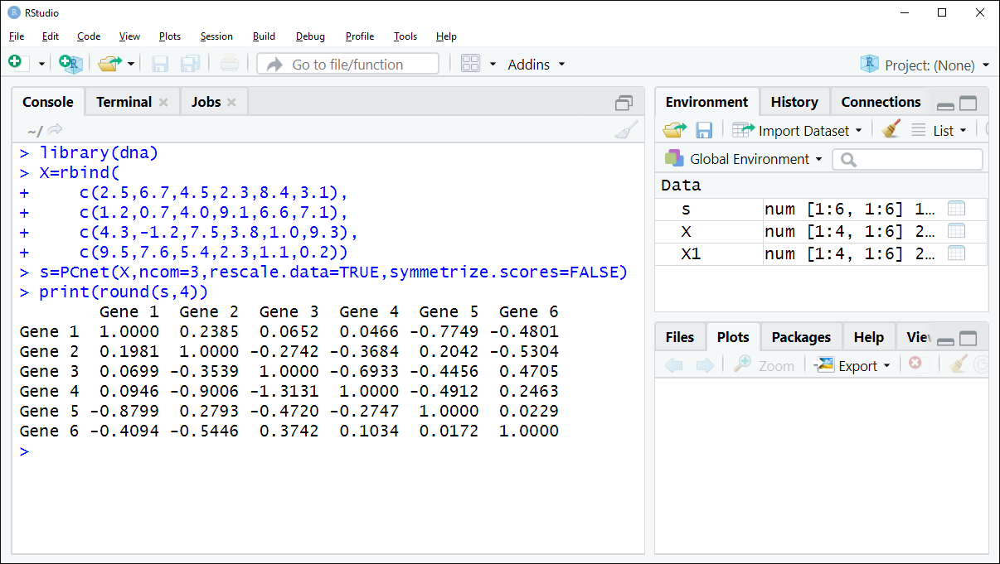 RStudio
File Edit Code View Plots Session Build Debug Profile Tools Help
Go to file/function Addins Project: (None)
Console Terminal Jobs
~/
> library(dna)
> X=rbind(
+     c(2.5,6.7,4.5,2.3,8.4,3.1),
+     c(1.2,0.7,4.0,9.1,6.6,7.1),
+     c(4.3,-1.2,7.5,3.8,1.0,9.3),
+     c(9.5,7.6,5.4,2.3,1.1,0.2))
> s=PCnet(X,ncom=3,rescale.data=TRUE,symmetrize.scores=FALSE)
> print(round(s,4))
        Gene 1  Gene 2  Gene 3  Gene 4  Gene 5  Gene 6
Gene 1  1.0000  0.2385  0.0652  0.0466 -0.7749 -0.4801
Gene 2  0.1981  1.0000 -0.2742 -0.3684  0.2042 -0.5304
Gene 3  0.0699 -0.3539  1.0000 -0.6933 -0.4456  0.4705
Gene 4  0.0946 -0.9006 -1.3131  1.0000 -0.4912  0.2463
Gene 5 -0.8799  0.2793 -0.4720 -0.2747  1.0000  0.0229
Gene 6 -0.4094 -0.5446  0.3742  0.1034  0.0172  1.0000
>
Environment History Connections
Import Dataset List
R Global Environment
Data
s num [1:6, 1:6] 1…
X num [1:4, 1:6] 2…
X1 num [1:4, 1:6] 2…
Files Plots Packages Help Vie
Zoom Export